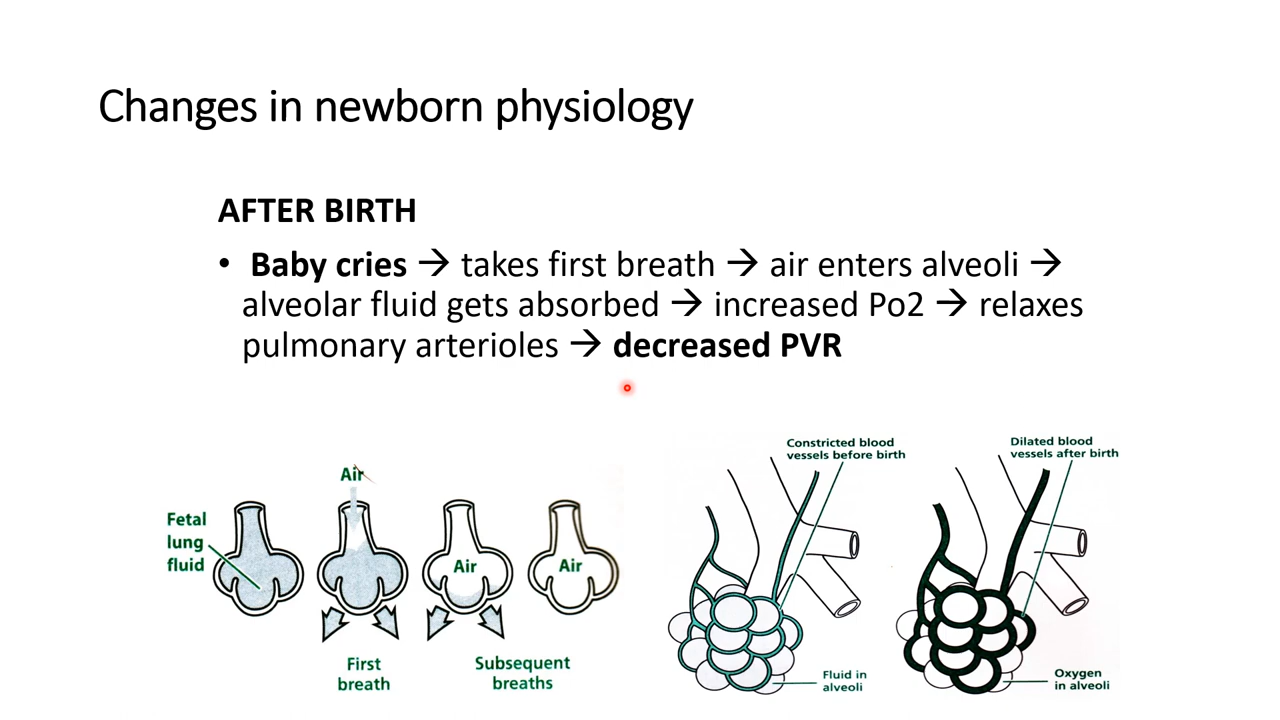 Changes in newborn physiology
AFTER BIRTH
• Baby cries → takes first breath → air enters alveoli →
alveolar fluid gets absorbed → increased Po2 → relaxes
pulmonary arterioles → decreased PVR
Air
Fetal
lung
fluid
Air
Air
First
breath
Subsequent
breaths
Constricted blood
vessels before birth
Fluid in
alveoli
Dilated blood
vessels after birth
Oxygen
in alveoli